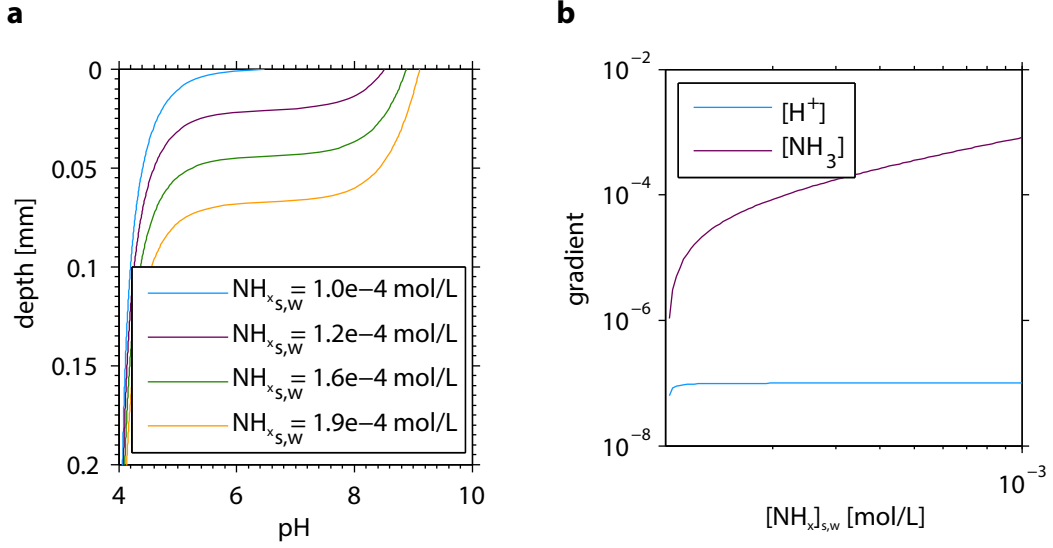 a
0
0.05
0.1
0.15
0.2
depth [mm]
4
6
8
10
pH
NHₓs,w = 1.0e−4 mol/L
NHₓs,w = 1.2e−4 mol/L
NHₓs,w = 1.6e−4 mol/L
NHₓs,w = 1.9e−4 mol/L
b
10⁻²
10⁻⁴
10⁻⁶
10⁻⁸
gradient
[H⁺]
[NH₃]
10⁻³
[NHₓ]s,w [mol/L]